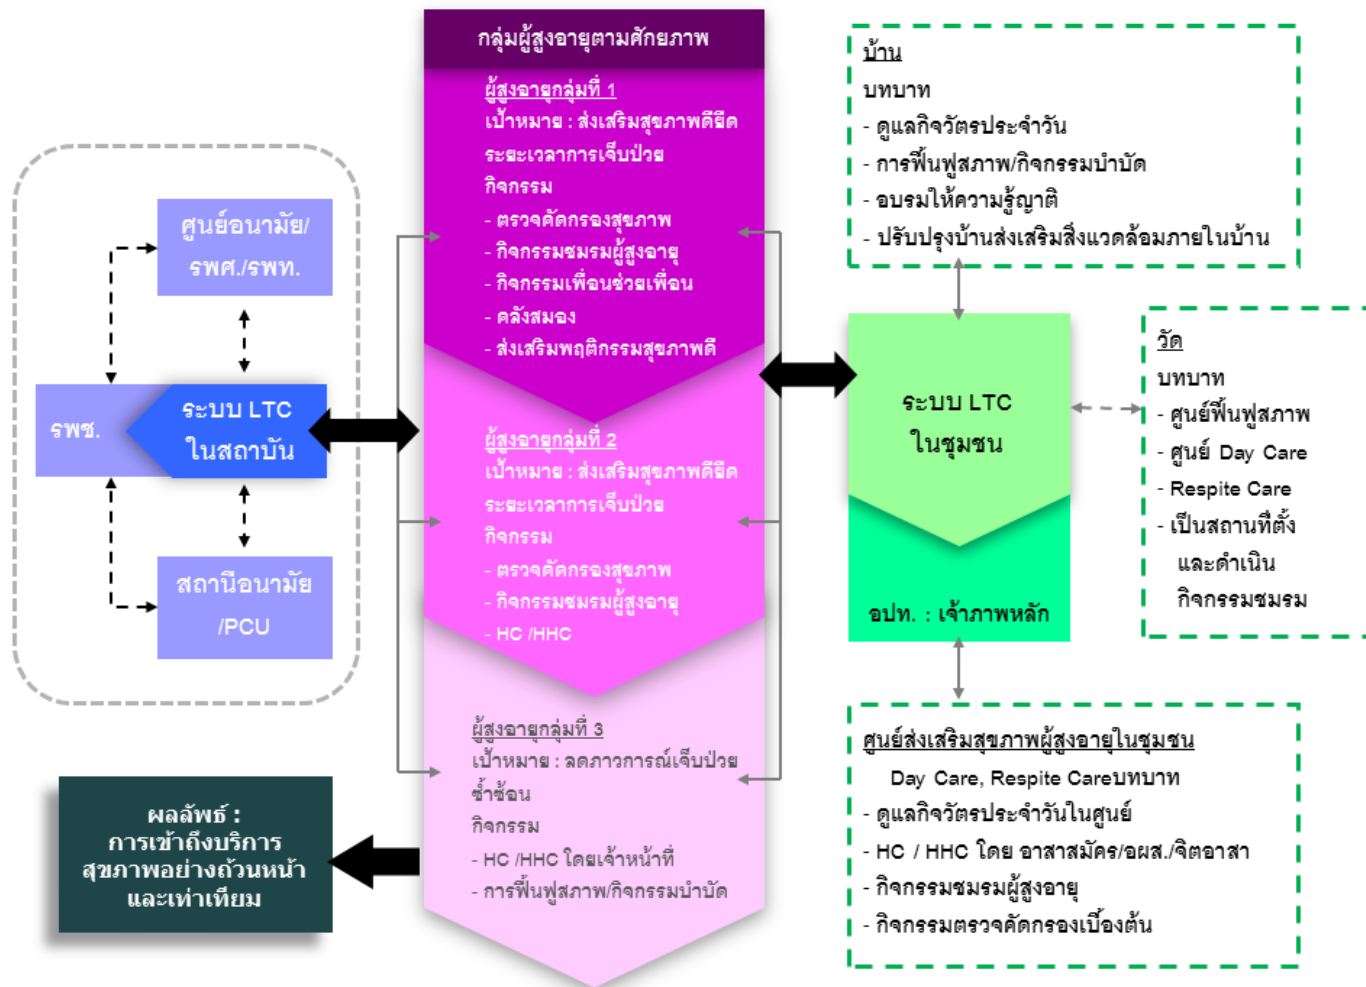 กลุ่มผู้สูงอายุตามศักยภาพ
ผู้สูงอายุกลุ่มที่ 1
เป้าหมาย : ส่งเสริมสุขภาพดียืด
ระยะเวลาการเจ็บป่วย
กิจกรรม
- ตรวจคัดกรองสุขภาพ
- กิจกรรมชมรมผู้สูงอายุ
- กิจกรรมเพื่อนช่วยเพื่อน
- คลังสมอง
- ส่งเสริมพฤติกรรมสุขภาพดี
ผู้สูงอายุกลุ่มที่ 2
เป้าหมาย : ส่งเสริมสุขภาพดียืด
ระยะเวลาการเจ็บป่วย
กิจกรรม
- ตรวจคัดกรองสุขภาพ
- กิจกรรมชมรมผู้สูงอายุ
- HC /HHC
ผู้สูงอายุกลุ่มที่ 3
เป้าหมาย : ลดภาวการณ์เจ็บป่วย
ซ้ำซ้อน
กิจกรรม
- HC /HHC โดยเจ้าหน้าที่
- การฟื้นฟูสภาพ/กิจกรรมบำบัด
ศูนย์อนามัย/
รพศ./รพท.
รพช.
ระบบ LTC
ในสถาบัน
สถานีอนามัย
/PCU
ผลลัพธ์ :
การเข้าถึงบริการ
สุขภาพอย่างถ้วนหน้า
และเท่าเทียม
บ้าน
บทบาท
- ดูแลกิจวัตรประจำวัน
- การฟื้นฟูสภาพ/กิจกรรมบำบัด
- อบรมให้ความรู้ญาติ
- ปรับปรุงบ้านส่งเสริมสิ่งแวดล้อมภายในบ้าน
ระบบ LTC
ในชุมชน
อปท. : เจ้าภาพหลัก
วัด
บทบาท
- ศูนย์ฟื้นฟูสภาพ
- ศูนย์ Day Care
- Respite Care
- เป็นสถานที่ตั้ง
และดำเนิน
กิจกรรมชมรม
ศูนย์ส่งเสริมสุขภาพผู้สูงอายุในชุมชน
Day Care, Respite Careบทบาท
- ดูแลกิจวัตรประจำวันในศูนย์
- HC / HHC โดย อาสาสมัคร/อผส./จิตอาสา
- กิจกรรมชมรมผู้สูงอายุ
- กิจกรรมตรวจคัดกรองเบื้องต้น